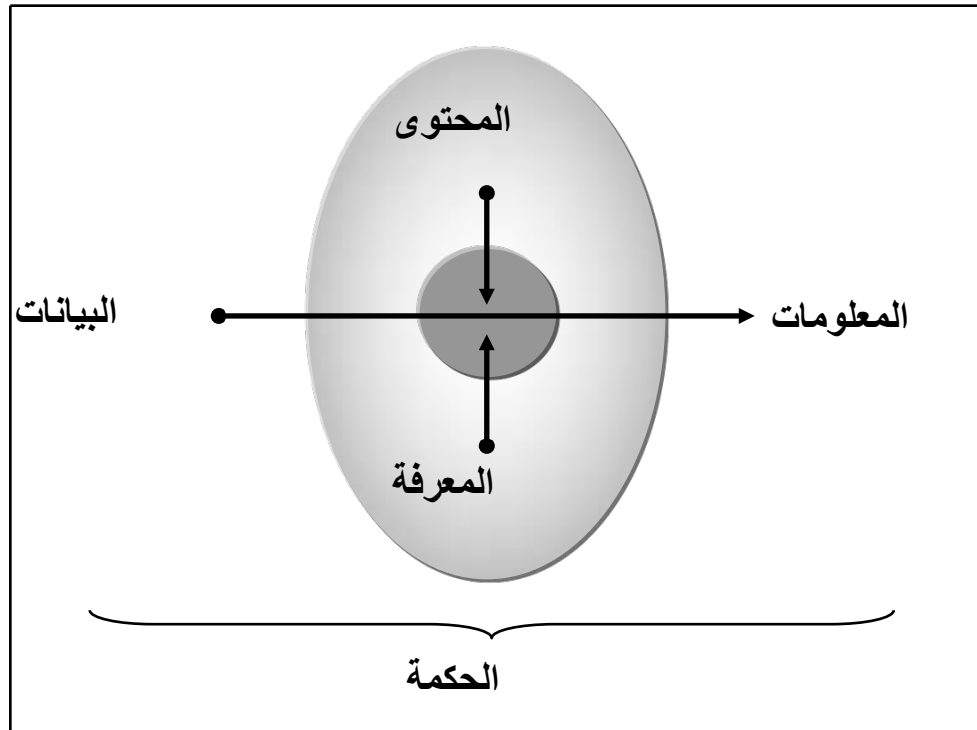 المحتوى
المعلومات
البيانات
المعرفة
الحكمة